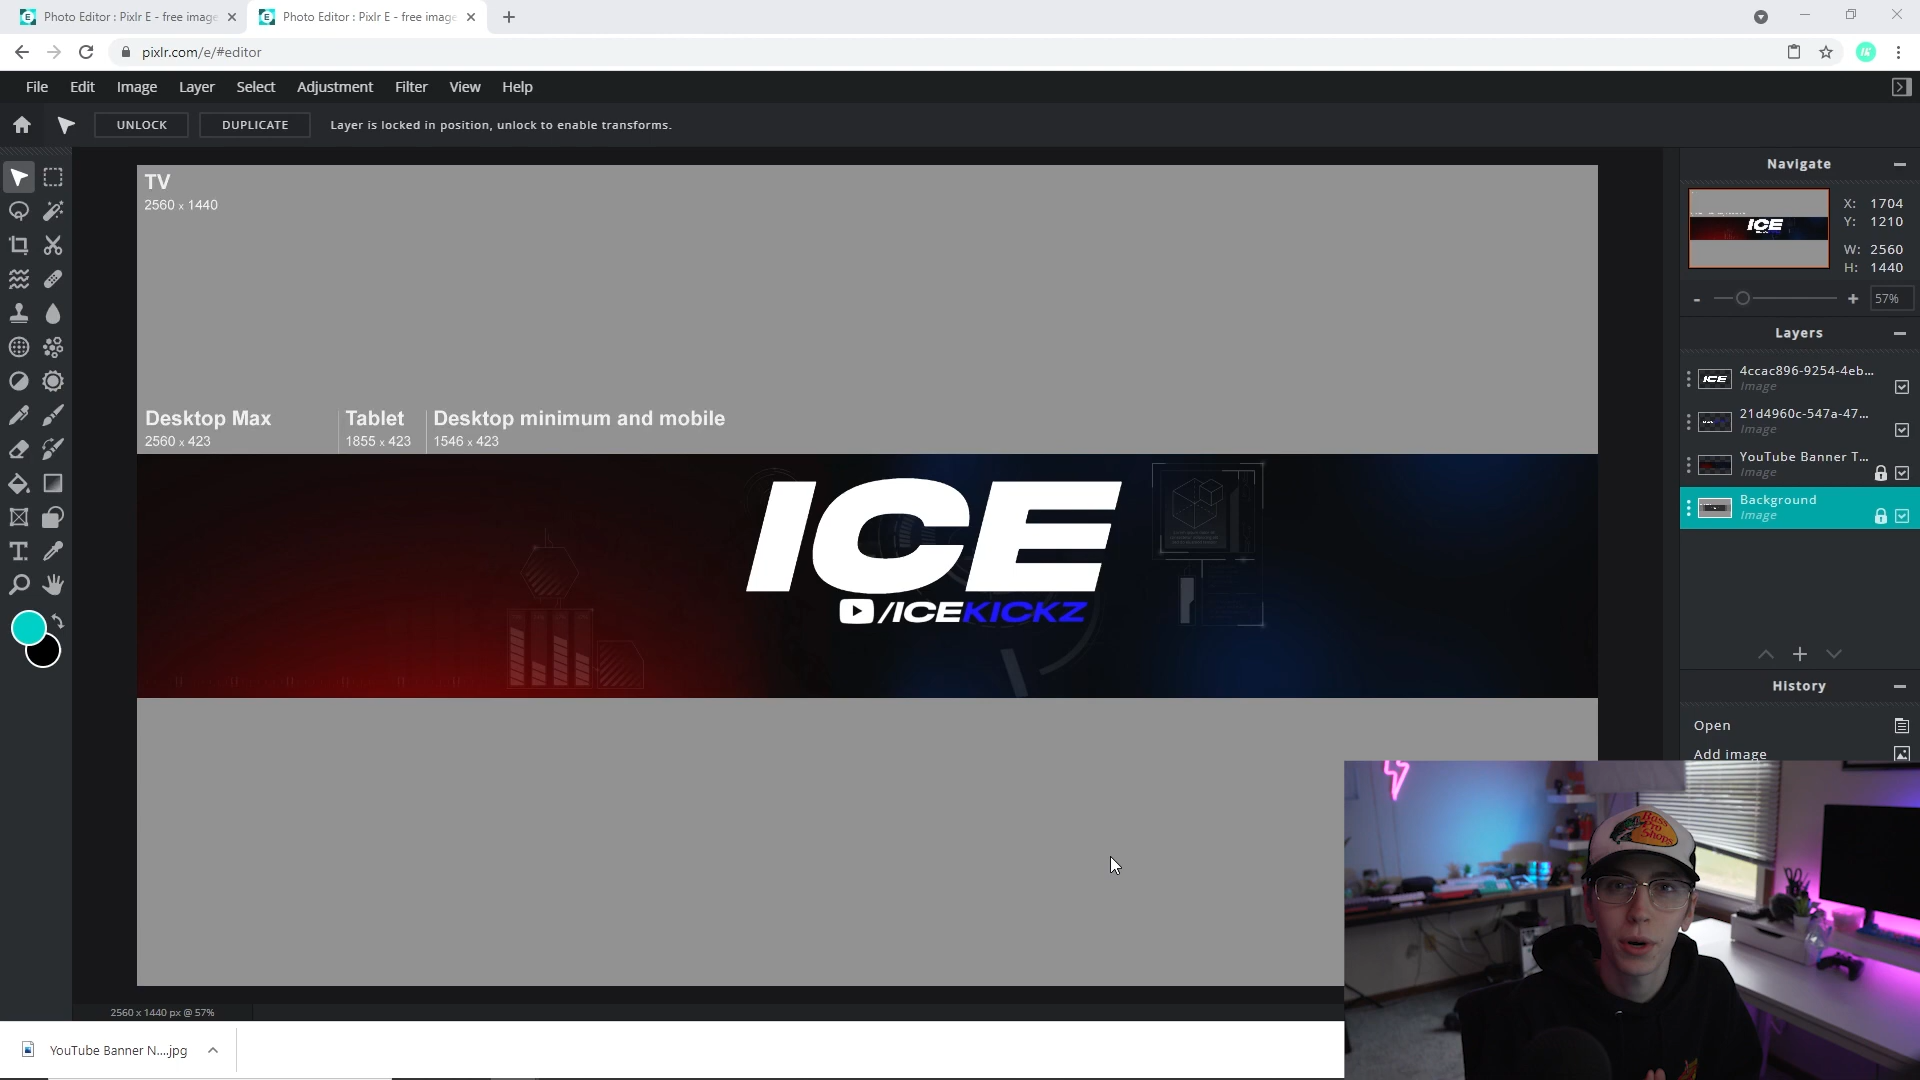 Photo Editor : Pixlr E - free image
Photo Editor : Pixlr E - free image
pixlr.com/e/#editor
File Edit Image Layer Select Adjustment Filter View Help
UNLOCK DUPLICATE Layer is locked in position, unlock to enable transforms.
TV
2560 x 1440
Desktop Max Tablet Desktop minimum and mobile
2560 x 423 1855 x 423 1546 x 423
ICE
/ICEKICKZ
Navigate
X: 1704
Y: 1210
W: 2560
H: 1440
57%
Layers
4ccac896-9254-4eb...
Image
21d4960c-547a-47...
Image
YouTube Banner T...
Image
Background
Image
History
Open
Add image
Bass
Pro
Shops
2560 x 1440 px @ 57%
YouTube Banner N....jpg